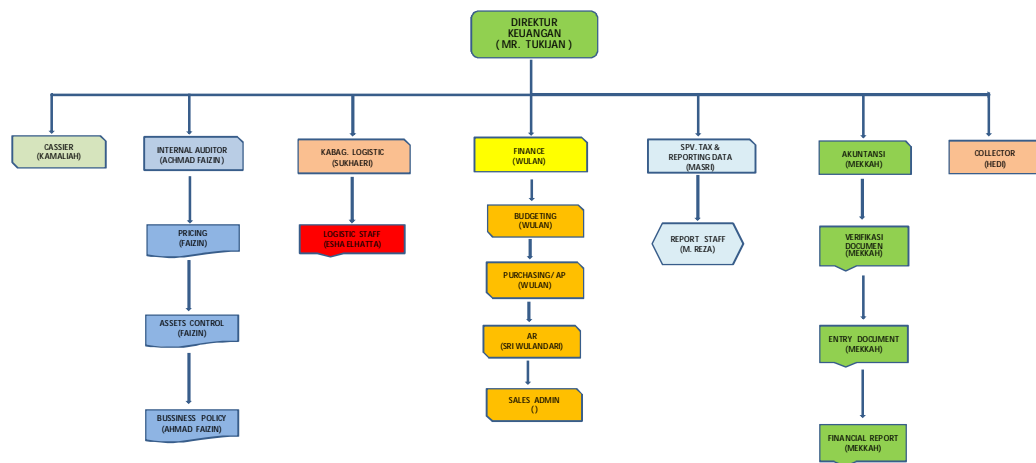 DIREKTUR
KEUANGAN
( MR. TUKIJAN )
CASSIER
(KAMALIAH)
INTERNAL AUDITOR
(ACHMAD FAIZIN)
KABAG. LOGISTIC
(SUKHAERI)
FINANCE
(WULAN)
SPV. TAX &
REPORTING DATA
(MASRI)
AKUNTANSI
(MEKKAH)
COLLECTOR
(HEDI)
PRICING
(FAIZIN)
LOGISTIC STAFF
(ESHA ELHATTA)
BUDGETING
(WULAN)
REPORT STAFF
(M. REZA)
VERIFIKASI
DOCUMEN
(MEKKAH)
PURCHASING/ AP
(WULAN)
ASSETS CONTROL
(FAIZIN)
AR
(SRI WULANDARI)
ENTRY DOCUMENT
(MEKKAH)
SALES ADMIN
( )
BUSSINESS POLICY
(AHMAD FAIZIN)
FINANCIAL REPORT
(MEKKAH)